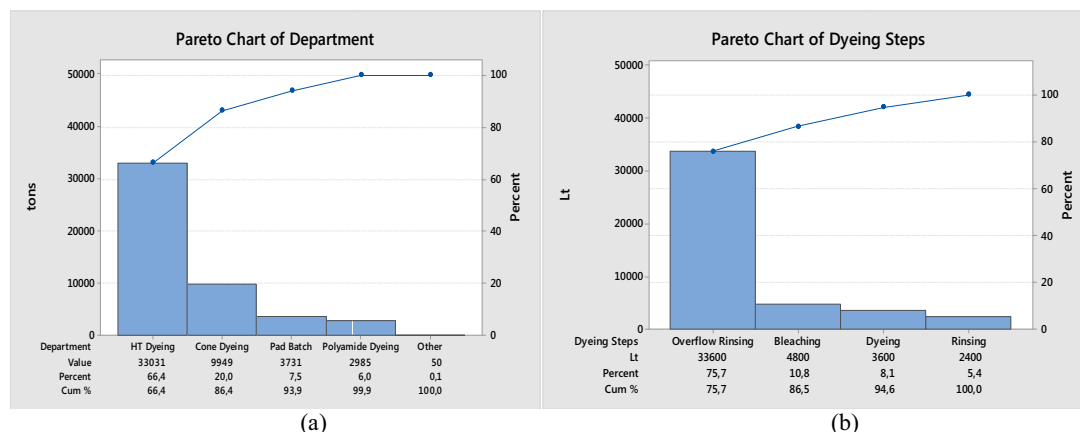 Pareto Chart of Department
50000
40000
30000
20000
10000
0
tons
100
80
60
40
20
0
Percent
Department HT Dyeing Cone Dyeing Pad Batch Polyamide Dyeing Other
Value 33031 9949 3731 2985 50
Percent 66,4 20,0 7,5 6,0 0,1
Cum % 66,4 86,4 93,9 99,9 100,0
(a)
Pareto Chart of Dyeing Steps
50000
40000
30000
20000
10000
0
Lt
100
80
60
40
20
0
Percent
Dyeing Steps Overflow Rinsing Bleaching Dyeing Rinsing
Lt 33600 4800 3600 2400
Percent 75,7 10,8 8,1 5,4
Cum % 75,7 86,5 94,6 100,0
(b)